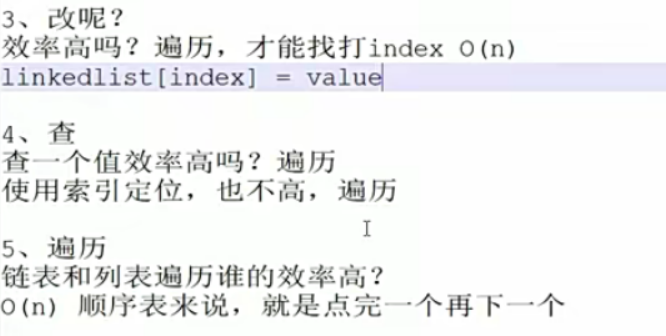 3、改呢？
效率高吗？遍历，才能找打index O(n)
linkedlist[index] = value
4、查
查一个值效率高吗？遍历
使用索引定位，也不高，遍历
5、遍历
链表和列表遍历谁的效率高？
O(n) 顺序表来说，就是点完一个再下一个